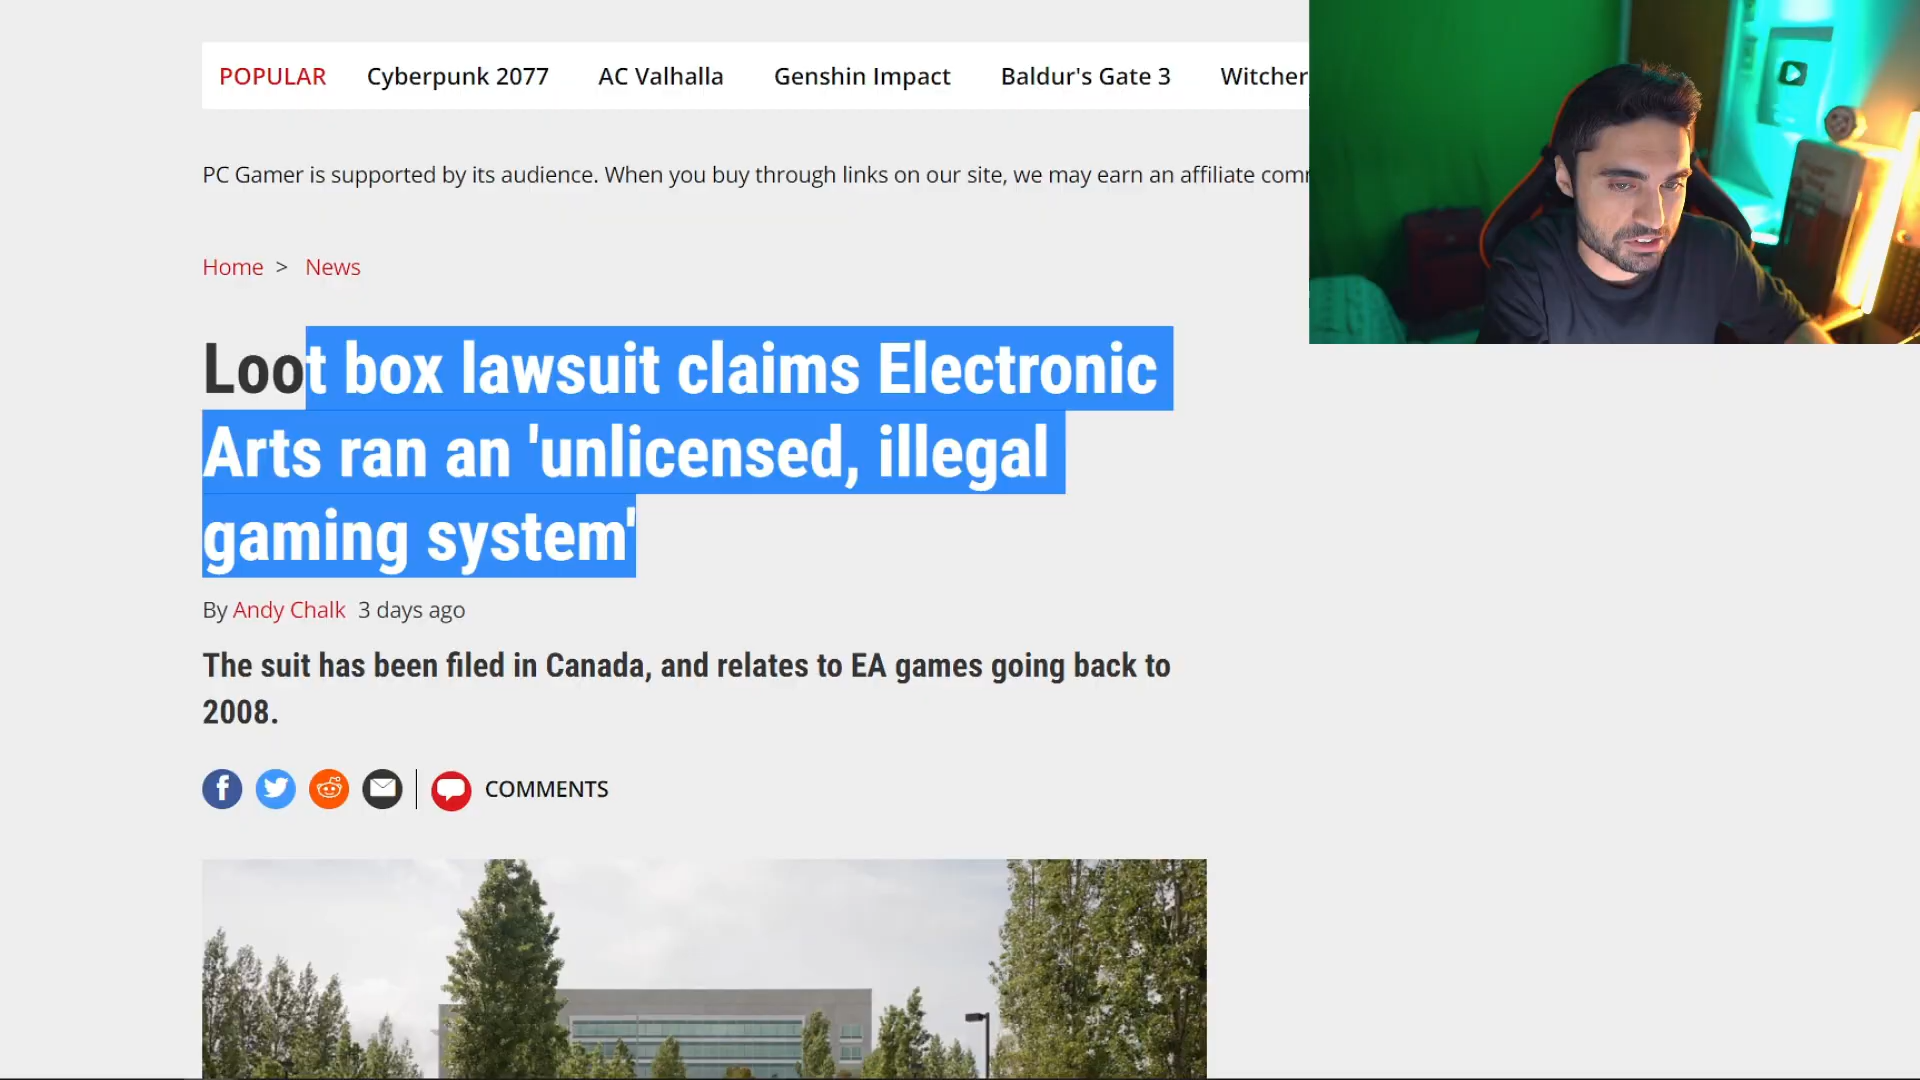 POPULAR Cyberpunk 2077 AC Valhalla Genshin Impact Baldur's Gate 3 Witcher
PC Gamer is supported by its audience. When you buy through links on our site, we may earn an affiliate
Home > News
Loot box lawsuit claims Electronic
Arts ran an 'unlicensed, illegal
gaming system'
By Andy Chalk 3 days ago
The suit has been filed in Canada, and relates to EA games going back to
2008.
COMMENTS